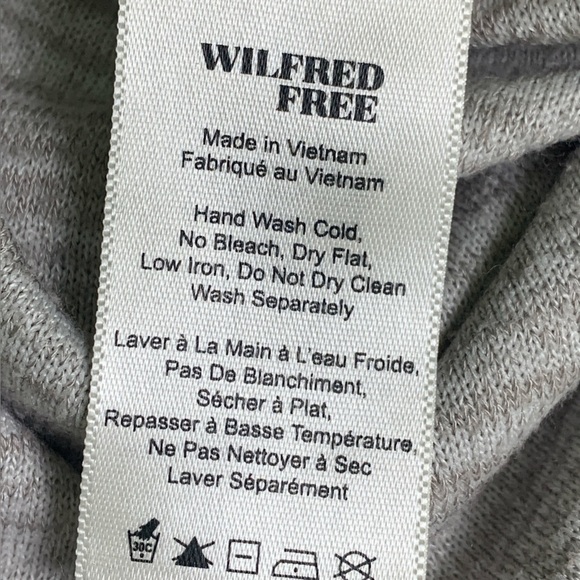 WILFRED
FREE
Made in Vietnam
Fabriqué au Vietnam
Hand Wash Cold,
No Bleach, Dry Flat,
Low Iron, Do Not Dry Clean
Wash Separately
Laver à La Main à L'eau Froide,
Pas De Blanchiment,
Sécher à Plat,
Repasser à Basse Température,
Ne Pas Nettoyer à Sec
Laver Séparément
30C